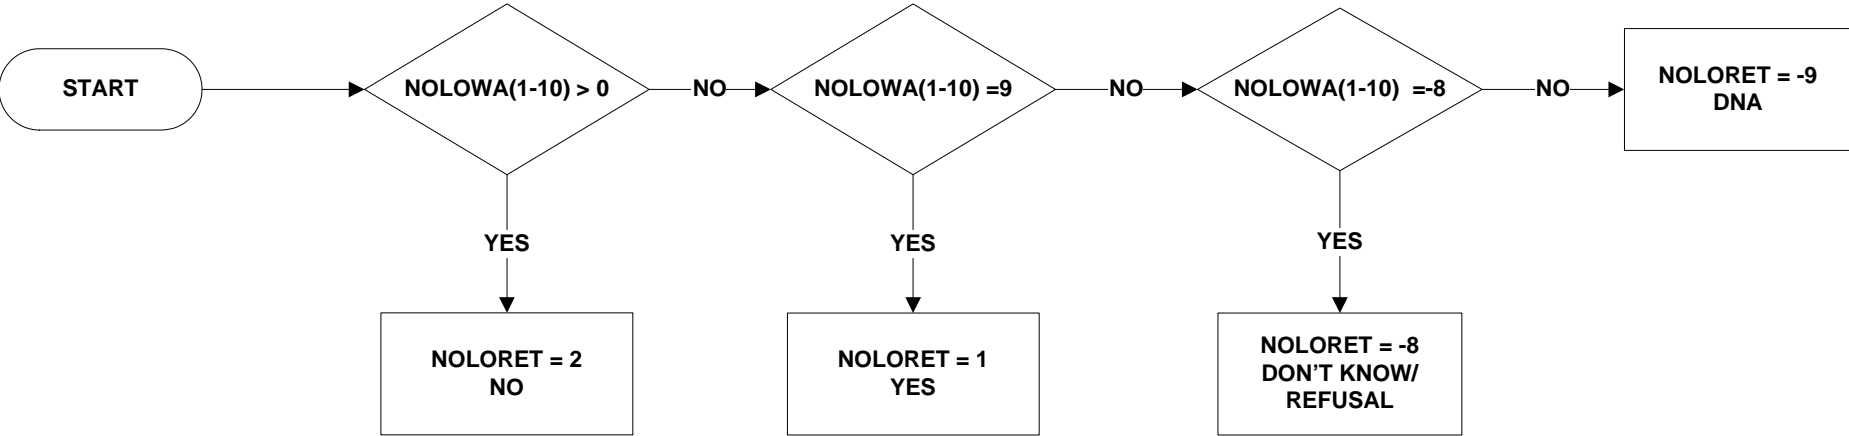 START
NOLOWA(1-10) > 0
NO
NOLOWA(1-10) =9
NO
NOLOWA(1-10) =-8
NO
NOLORET = -9
DNA
YES
YES
YES
NOLORET = 2
NO
NOLORET = 1
YES
NOLORET = -8
DON'T KNOW/
REFUSAL